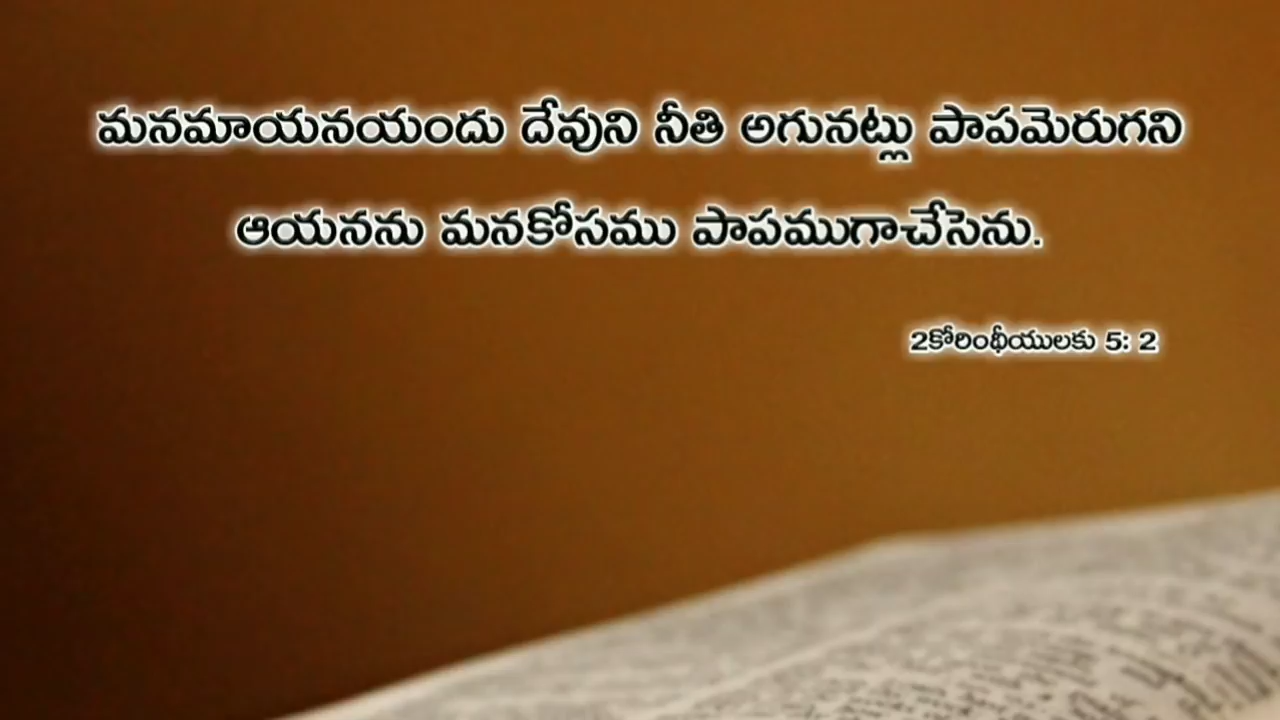 మనమాయనయందు దేవుని నీతి అగునట్లు పాపమెరుగని
ఆయనను మనకోసము పాపముగాచేసెను.
2కోరింథీయులకు 5: 2